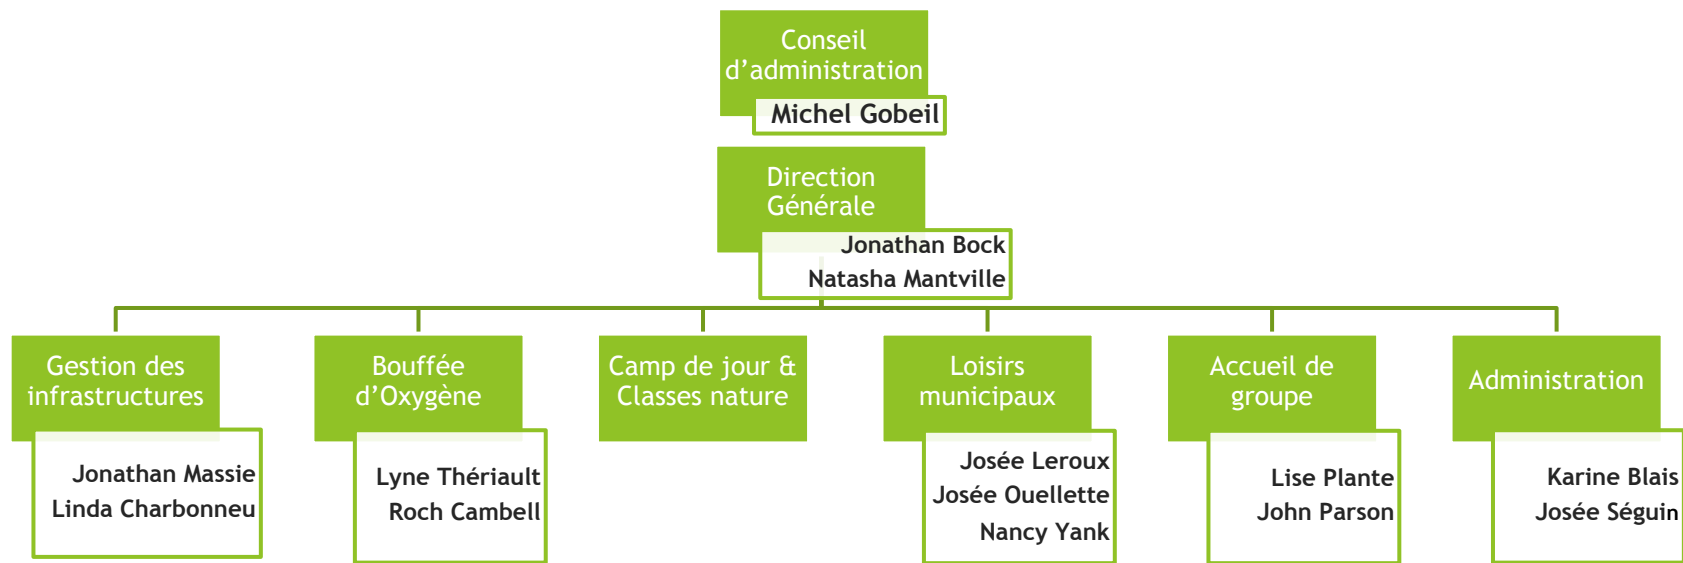 Conseil
d’administration
Michel Gobeil
Direction
Générale
Jonathan Bock
Natasha Mantville
Gestion des
infrastructures
Jonathan Massie
Linda Charbonneu
Bouffée
d’Oxygène
Lyne Thériault
Roch Cambell
Camp de jour &
Classes nature
Loisirs
municipaux
Josée Leroux
Josée Ouellette
Nancy Yank
Accueil de
groupe
Lise Plante
John Parson
Administration
Karine Blais
Josée Séguin